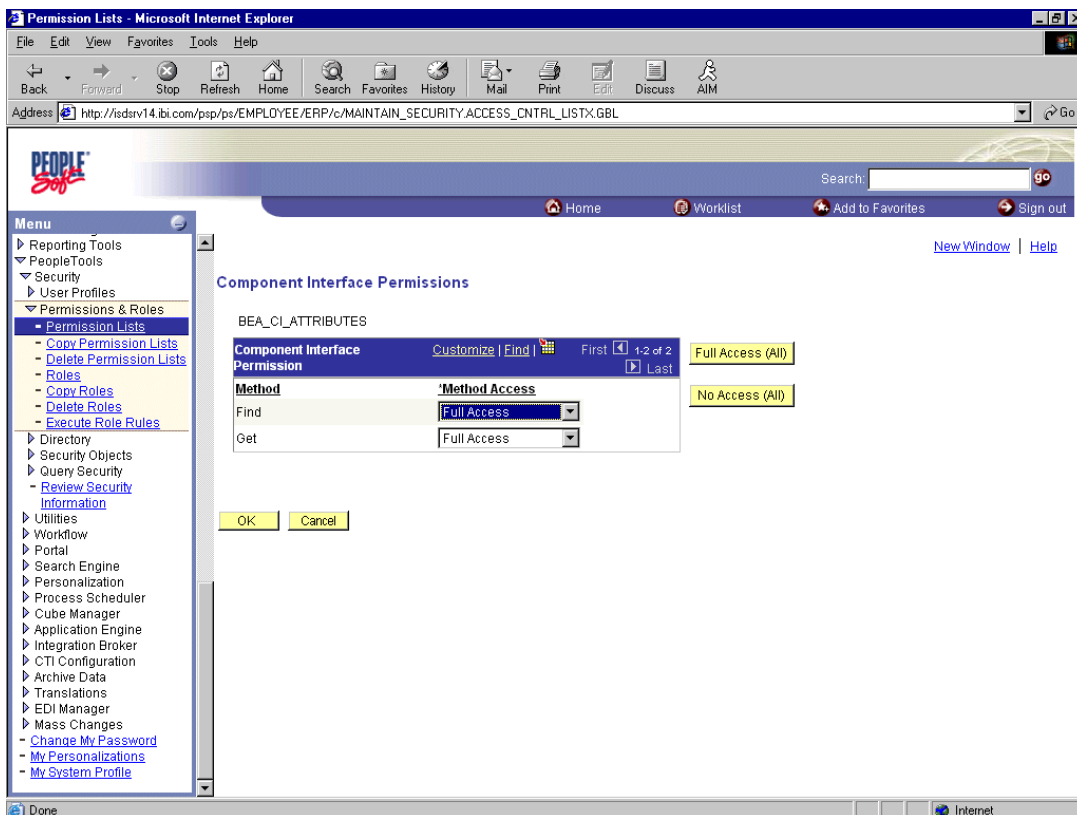 Permission Lists - Microsoft Internet Explorer
File Edit View Favorites Tools Help
Back Forward Stop Refresh Home Search Favorites History Mail Print Edit Discuss AIM
Address http://isdsrv14.ibi.com/psp/ps/EMPLOYEE/ERP/c/MAINTAIN_SECURITY.ACCESS_CNTRL_LISTX.GBL Go
PEOPLE Soft
Search: go
Home Worklist Add to Favorites Sign out
Menu
Reporting Tools
PeopleTools
Security
User Profiles
Permissions & Roles
- Permission Lists
- Copy Permission Lists
- Delete Permission Lists
- Roles
- Copy Roles
- Delete Roles
- Execute Role Rules
Directory
Security Objects
Query Security
- Review Security
Information
Utilities
Workflow
Portal
Search Engine
Personalization
Process Scheduler
Cube Manager
Application Engine
Integration Broker
CTI Configuration
Archive Data
Translations
EDI Manager
Mass Changes
- Change My Password
- My Personalizations
- My System Profile
New Window | Help
Component Interface Permissions
BEA_CI_ATTRIBUTES
Component Interface Permission Customize | Find | First 1-2 of 2 Last
Full Access (All)
Method *Method Access
No Access (All)
Find Full Access
Get Full Access
OK Cancel
Done Internet